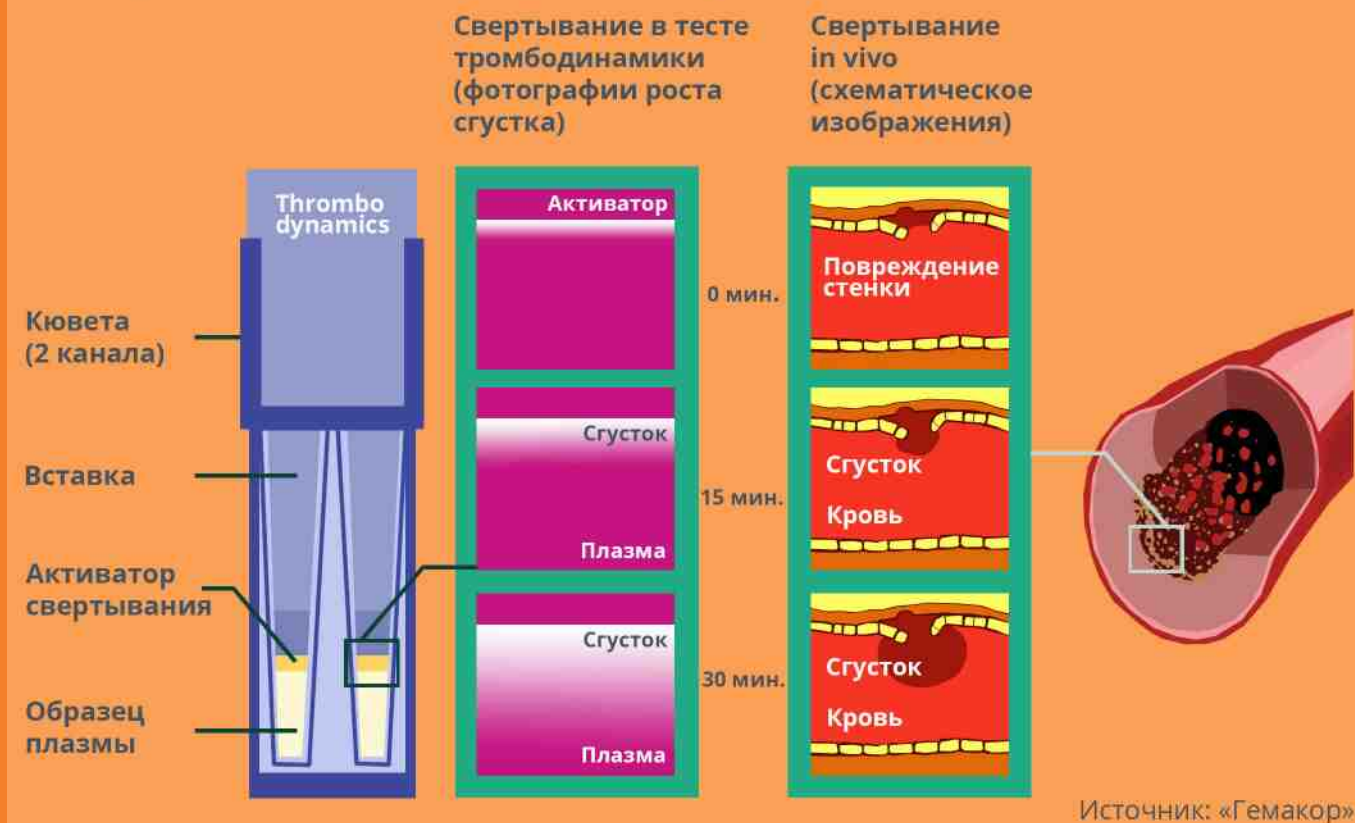 Свертывание в тесте
тромбодинамики
(фотографии роста
сгустка)
Свертывание
in vivo
(схематическое
изображения)
Thrombo
dynamics
Кювета
(2 канала)
Вставка
Активатор
свертывания
Образец
плазмы
Активатор
0 мин.
Повреждение
стенки
Сгусток
Плазма
15 мин.
Сгусток
Кровь
Сгусток
Плазма
30 мин.
Сгусток
Кровь
Источник: «Гемакор»